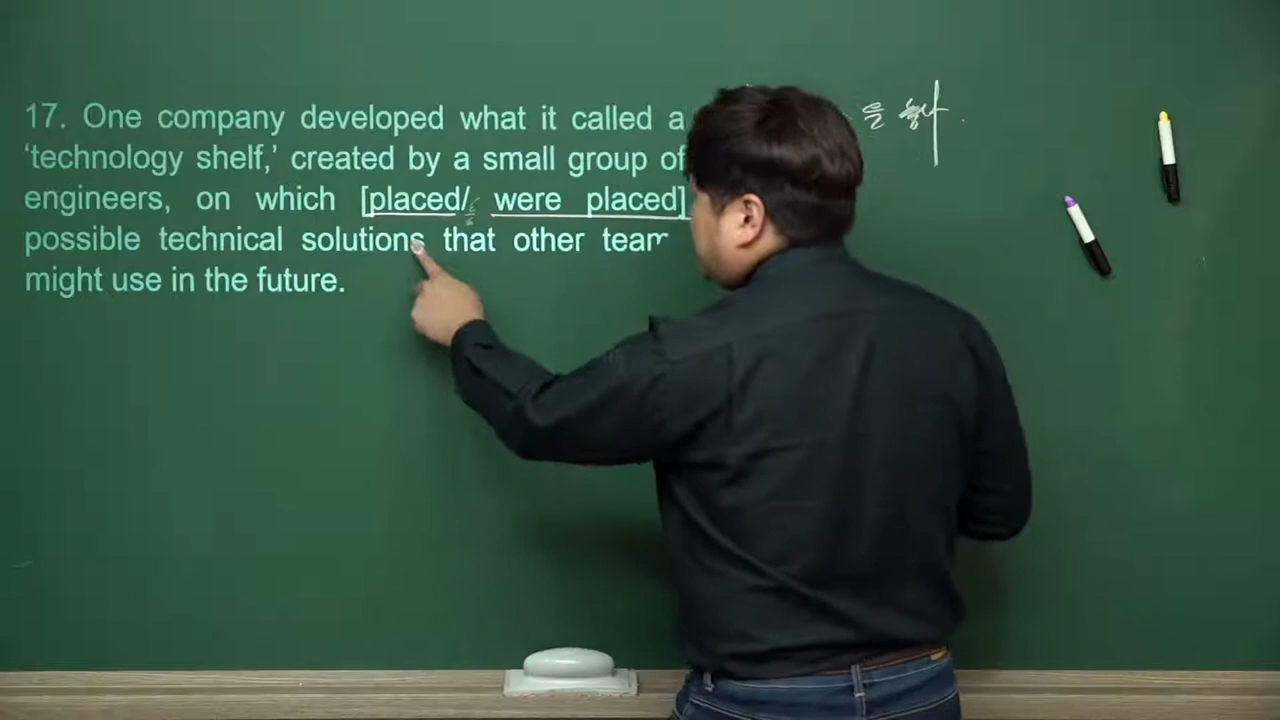 17. One company developed what it called a
‘technology shelf,’ created by a small group of
engineers, on which [placed/ were placed]
possible technical solutions that other team
might use in the future.
을